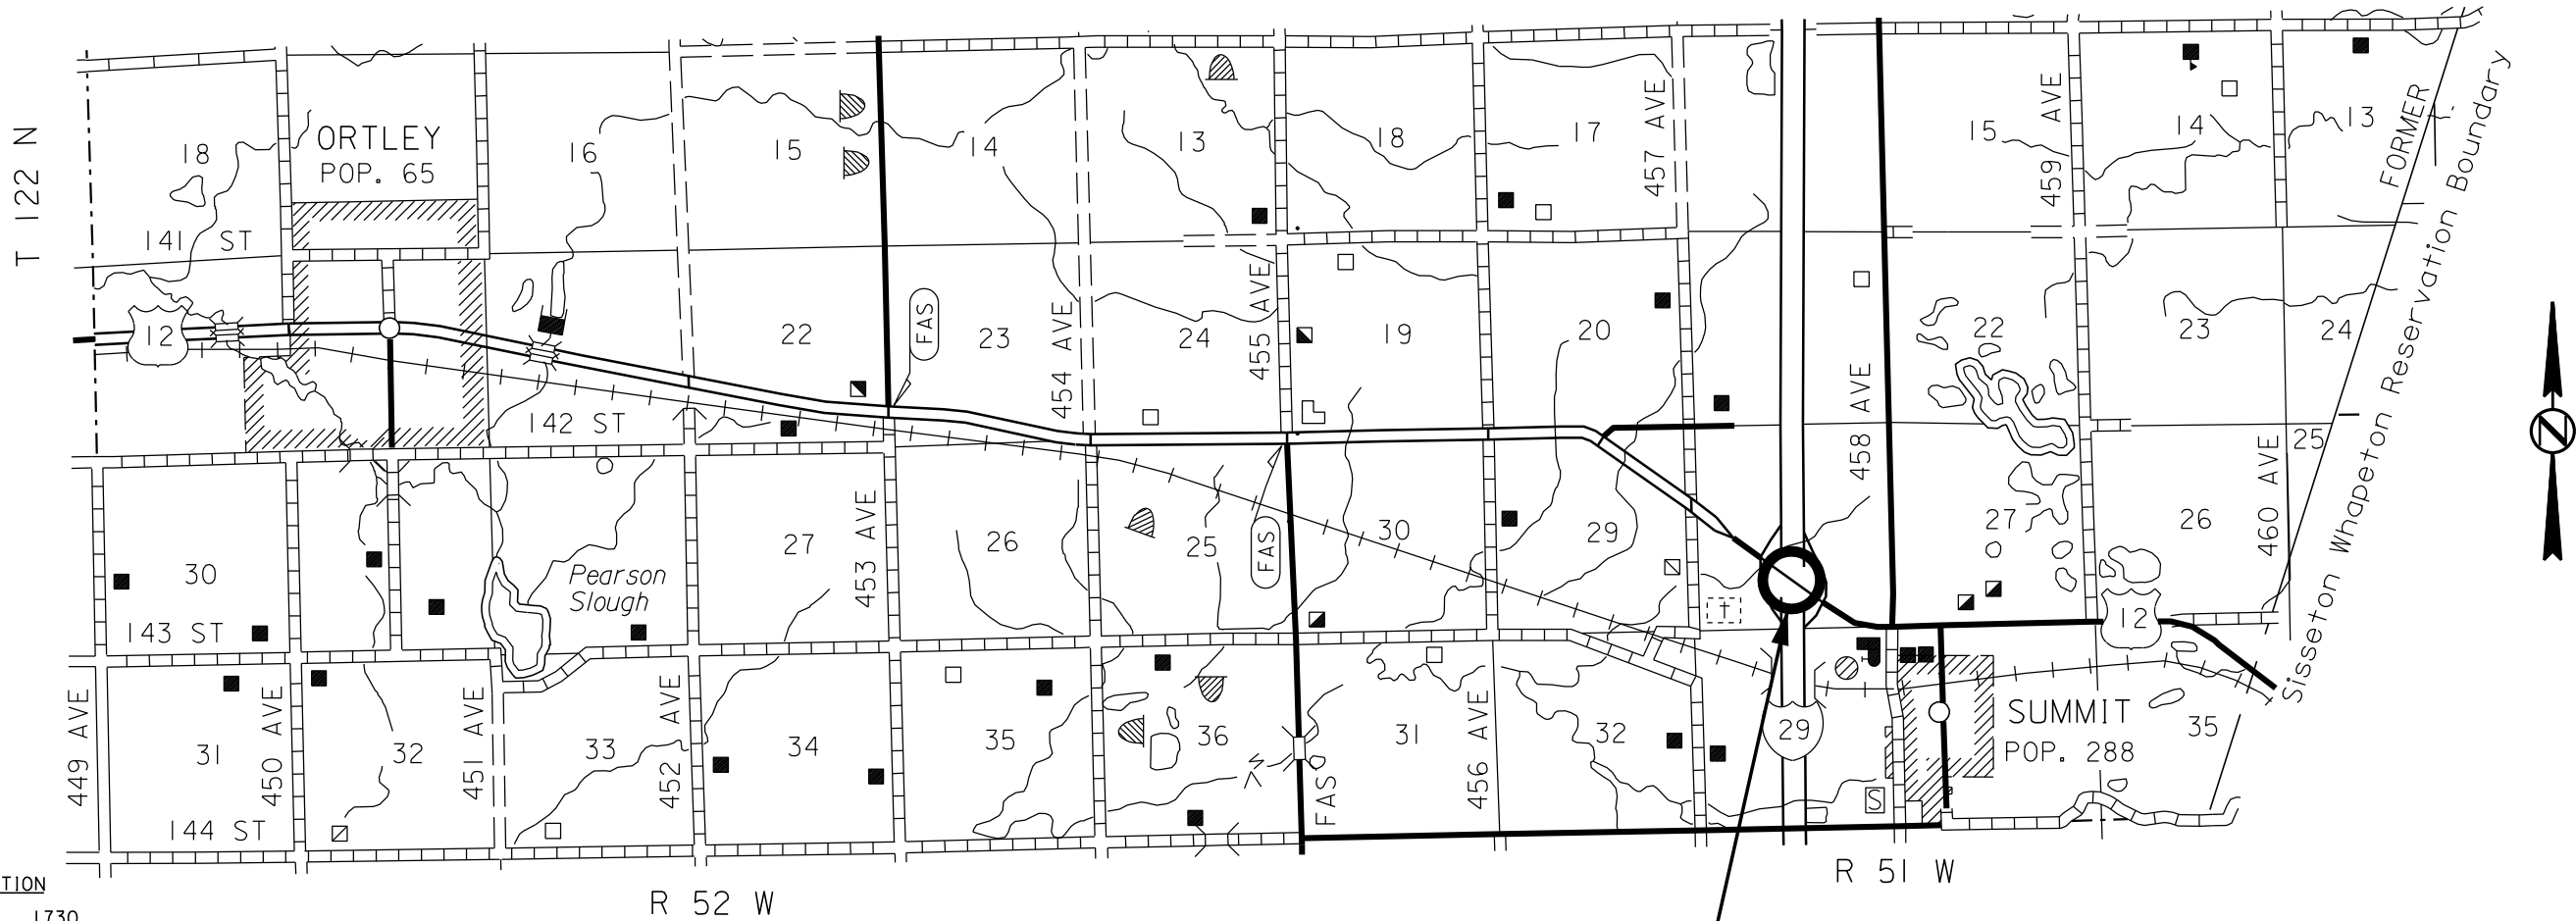 T 122 N
18
ORTLEY
POP. 65
16
15
14
13
18
17
457 AVE
15
459 AVE
14
13
FORMER
Sisseton Whapeton Reservation Boundary
141 ST
12
22
FAS
23
454 AVE
24
455 AVE
19
20
458 AVE
22
23
24
142 ST
25
N
30
Pearson
Slough
27
453 AVE
26
25
FAS
30
29
27
26
460 AVE
143 ST
12
449 AVE
31
450 AVE
32
451 AVE
33
452 AVE
34
35
36
FAS
31
456 AVE
32
29
S
SUMMIT
POP. 288
35
144 ST
R 52 W
R 51 W
TION
1730